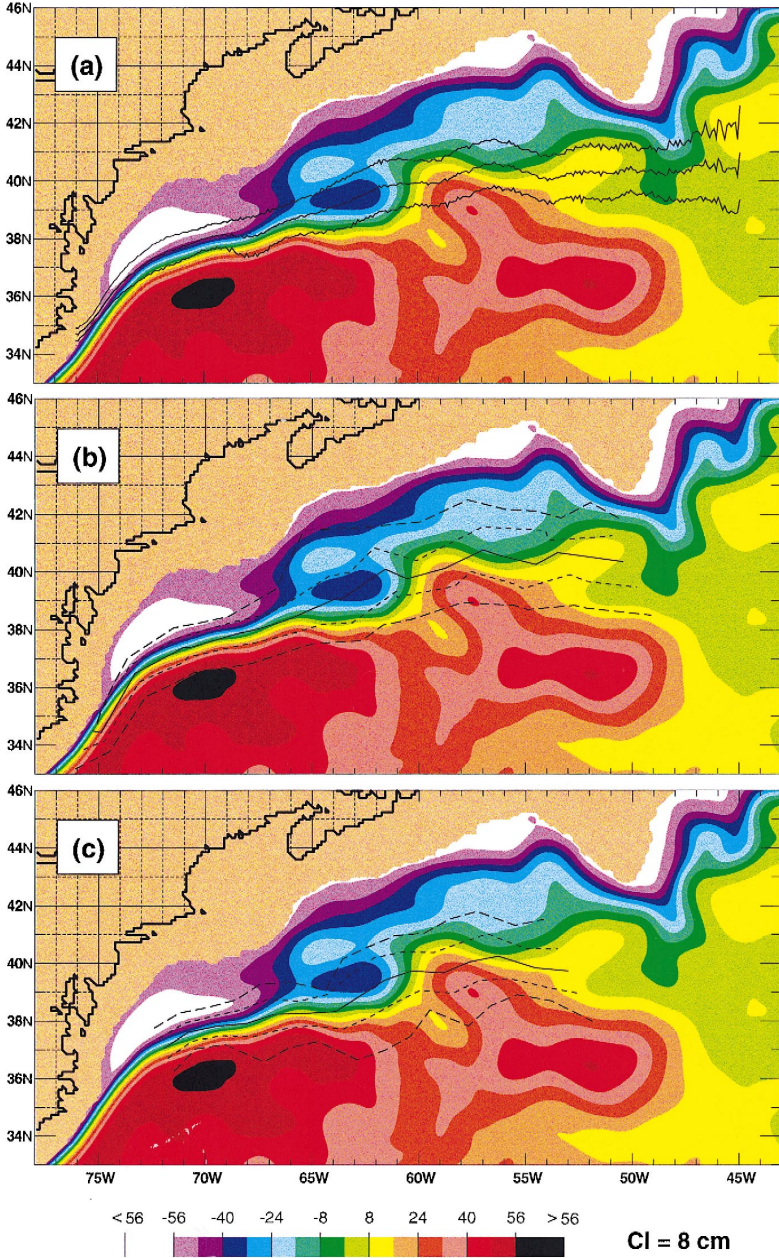 46N
44N
42N
40N
38N
36N
34N
(a)
46N
44N
42N
40N
38N
36N
34N
(b)
46N
44N
42N
40N
38N
36N
34N
(c)
75W 70W 65W 60W 55W 50W 45W
< 56 -56 -40 -24 -8 8 24 40 56 > 56
CI = 8 cm